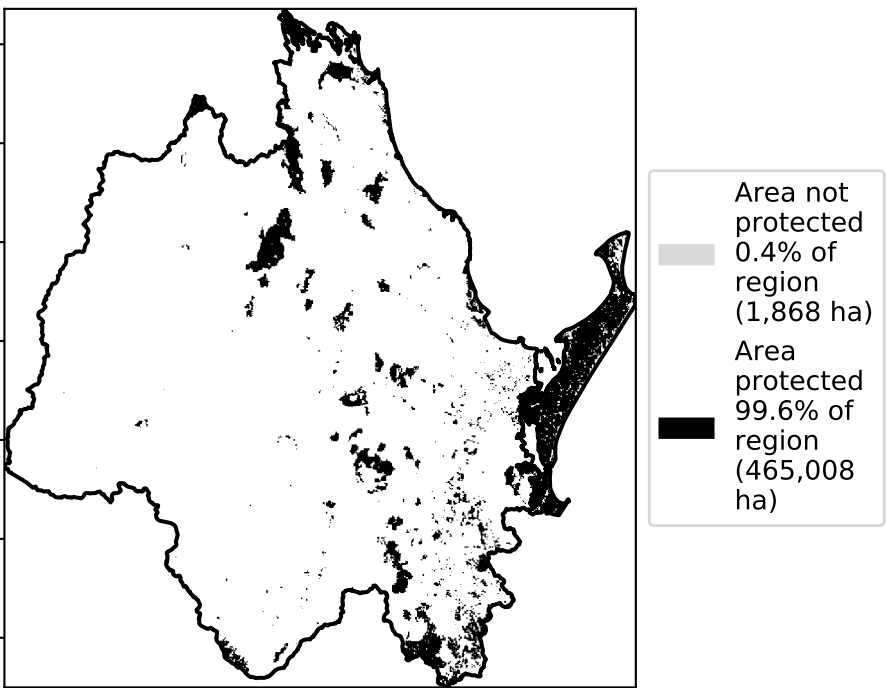 Area not
protected
0.4% of
region
(1,868 ha)
Area
protected
99.6% of
region
(465,008
ha)